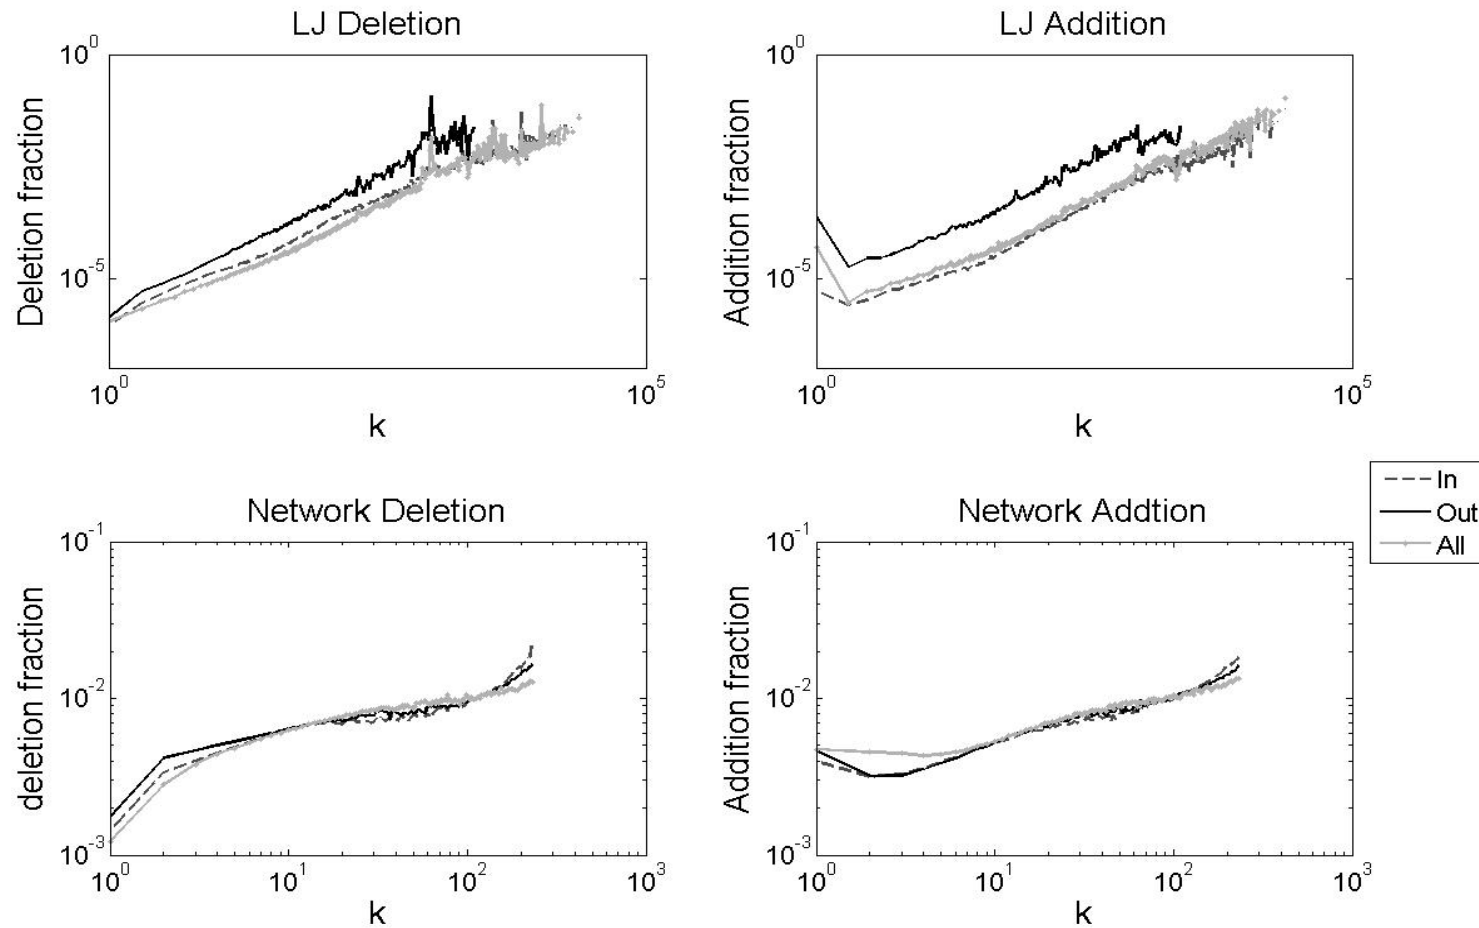 LJ Deletion
10^0
10^-5
Deletion fraction
10^0
10^5
k
LJ Addition
10^0
10^-5
Addition fraction
10^0
10^5
k
In
Out
All
Network Deletion
10^-1
10^-2
10^-3
deletion fraction
10^0
10^1
10^2
10^3
k
Network Addtion
10^-1
10^-2
10^-3
Addition fraction
10^0
10^1
10^2
10^3
k